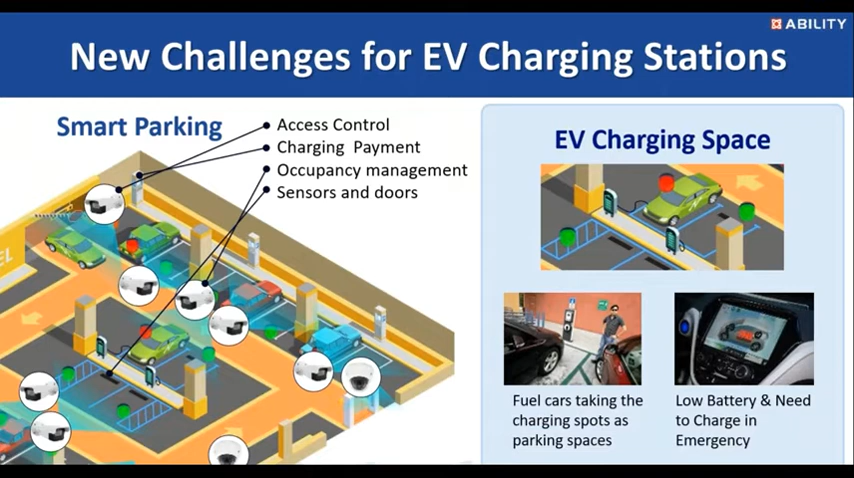 ABILITY
New Challenges for EV Charging Stations
Smart Parking
Access Control
Charging Payment
Occupancy management
Sensors and doors
EL
EV Charging Space
Fuel cars taking the
charging spots as
parking spaces
Low Battery & Need
to Charge in
Emergency